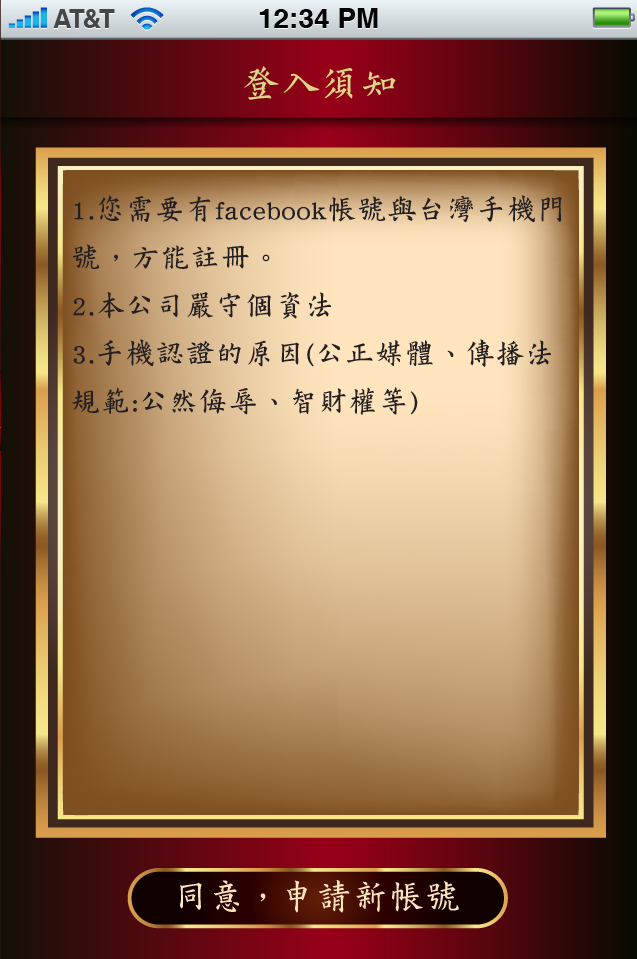 AT&T 12:34 PM
登入須知
1.您需要有facebook帳號與台灣手機門
號，方能註冊。
2.本公司嚴守個資法
3.手機認證的原因(公正媒體、傳播法
規範:公然侮辱、智財權等)
同意，申請新帳號